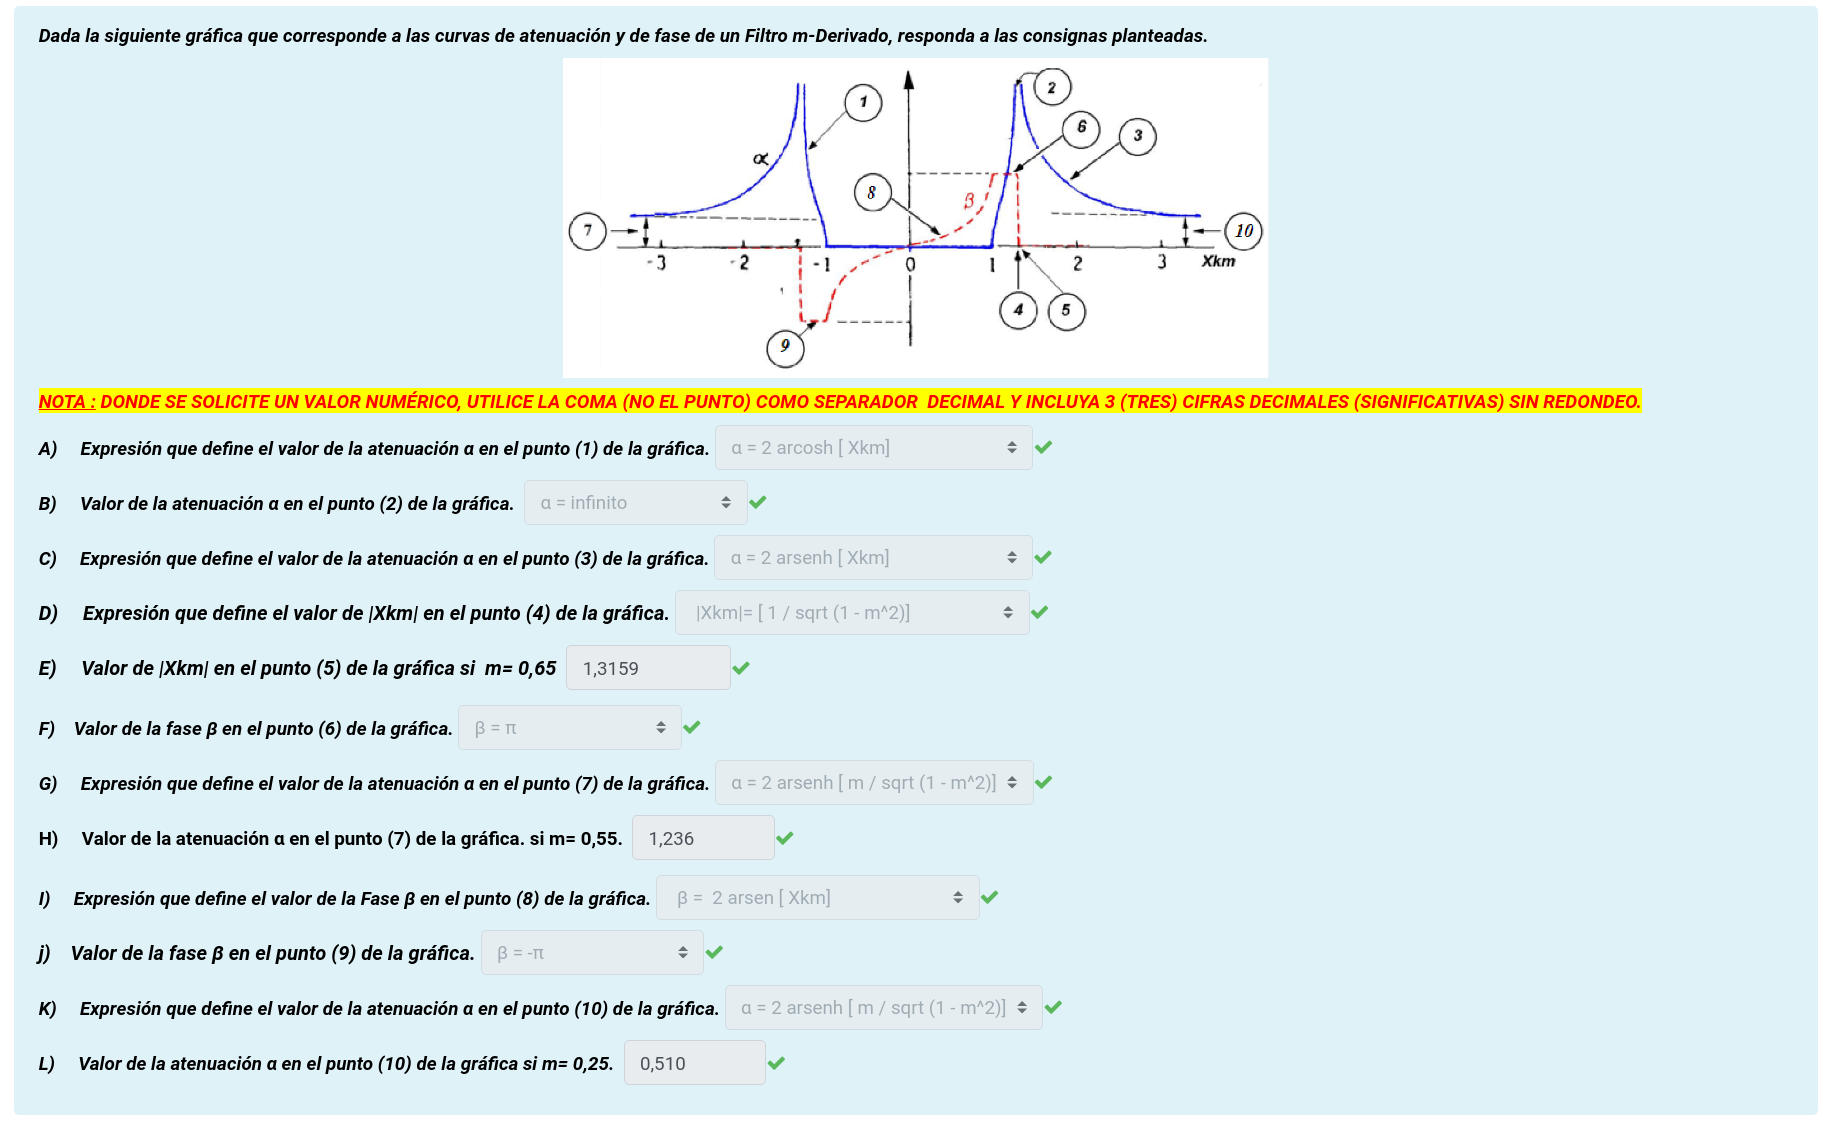 Dada la siguiente gráfica que corresponde a las curvas de atenuación y de fase de un Filtro m-Derivado, responda a las consignas planteadas.
1
2
6
3
α
8
β
7
10
-3
-2
-1
0
1
2
3
Xkm
4
5
9
NOTA : DONDE SE SOLICITE UN VALOR NUMÉRICO, UTILICE LA COMA (NO EL PUNTO) COMO SEPARADOR DECIMAL Y INCLUYA 3 (TRES) CIFRAS DECIMALES (SIGNIFICATIVAS) SIN REDONDEO.
A) Expresión que define el valor de la atenuación α en el punto (1) de la gráfica. α = 2 arcosh [ Xkm]
B) Valor de la atenuación α en el punto (2) de la gráfica. α = infinito
C) Expresión que define el valor de la atenuación α en el punto (3) de la gráfica. α = 2 arsenh [ Xkm]
D) Expresión que define el valor de |Xkm| en el punto (4) de la gráfica. |Xkm|= [ 1 / sqrt (1 - m^2)]
E) Valor de |Xkm| en el punto (5) de la gráfica si m= 0,65 1,3159
F) Valor de la fase β en el punto (6) de la gráfica. β = π
G) Expresión que define el valor de la atenuación α en el punto (7) de la gráfica. α = 2 arsenh [ m / sqrt (1 - m^2)]
H) Valor de la atenuación α en el punto (7) de la gráfica. si m= 0,55. 1,236
I) Expresión que define el valor de la Fase β en el punto (8) de la gráfica. β = 2 arsen [ Xkm]
j) Valor de la fase β en el punto (9) de la gráfica. β = -π
K) Expresión que define el valor de la atenuación α en el punto (10) de la gráfica. α = 2 arsenh [ m / sqrt (1 - m^2)]
L) Valor de la atenuación α en el punto (10) de la gráfica si m= 0,25. 0,510